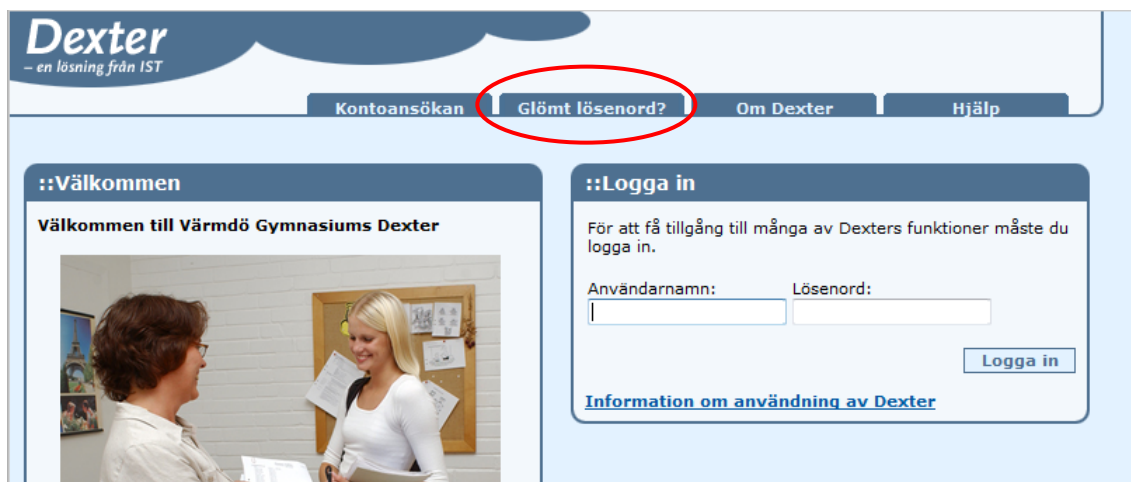 Dexter
– en lösning från IST
Kontoansökan
Glömt lösenord?
Om Dexter
Hjälp
::Välkommen
Välkommen till Värmdö Gymnasiums Dexter
::Logga in
För att få tillgång till många av Dexters funktioner måste du
logga in.
Användarnamn:
Lösenord:
Logga in
Information om användning av Dexter